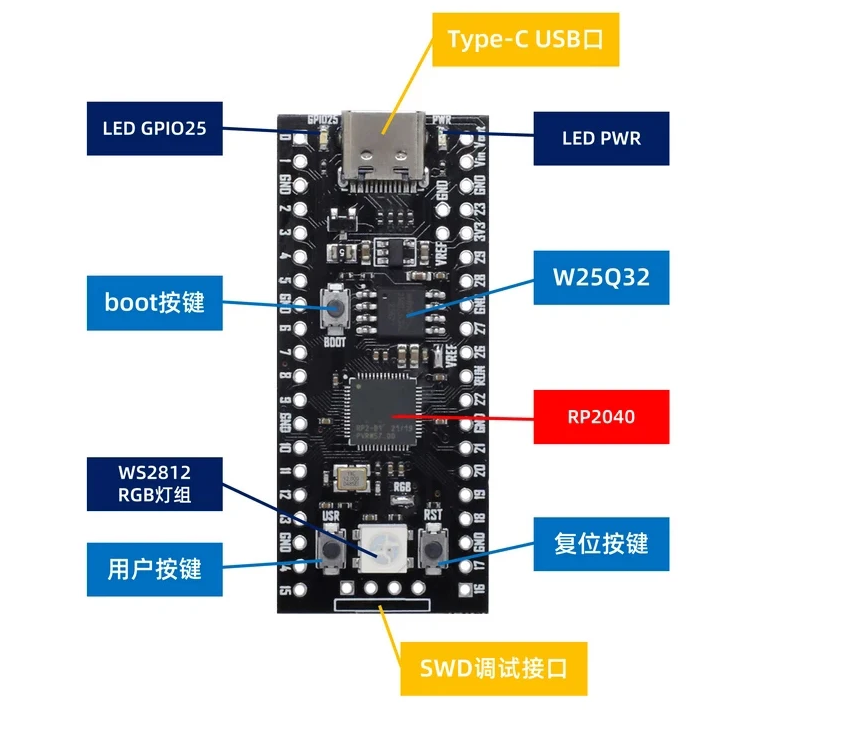 Type-C USB口
LED GPIO25
LED PWR
GPIO25
PWR
0
1
GND
2
3
4
5
GND
6
7
8
9
GND
10
11
12
13
GND
14
15
Vout
Vin
GND
23
3V3
29
28
GND
27
26
RUN
22
GND
21
20
19
18
GND
17
16
GND
VREF
boot按键
W25Q32
BOOT
VREF
RP2040
RGB
WS2812
RGB灯组
USR
RST
用户按键
复位按键
SWD调试接口